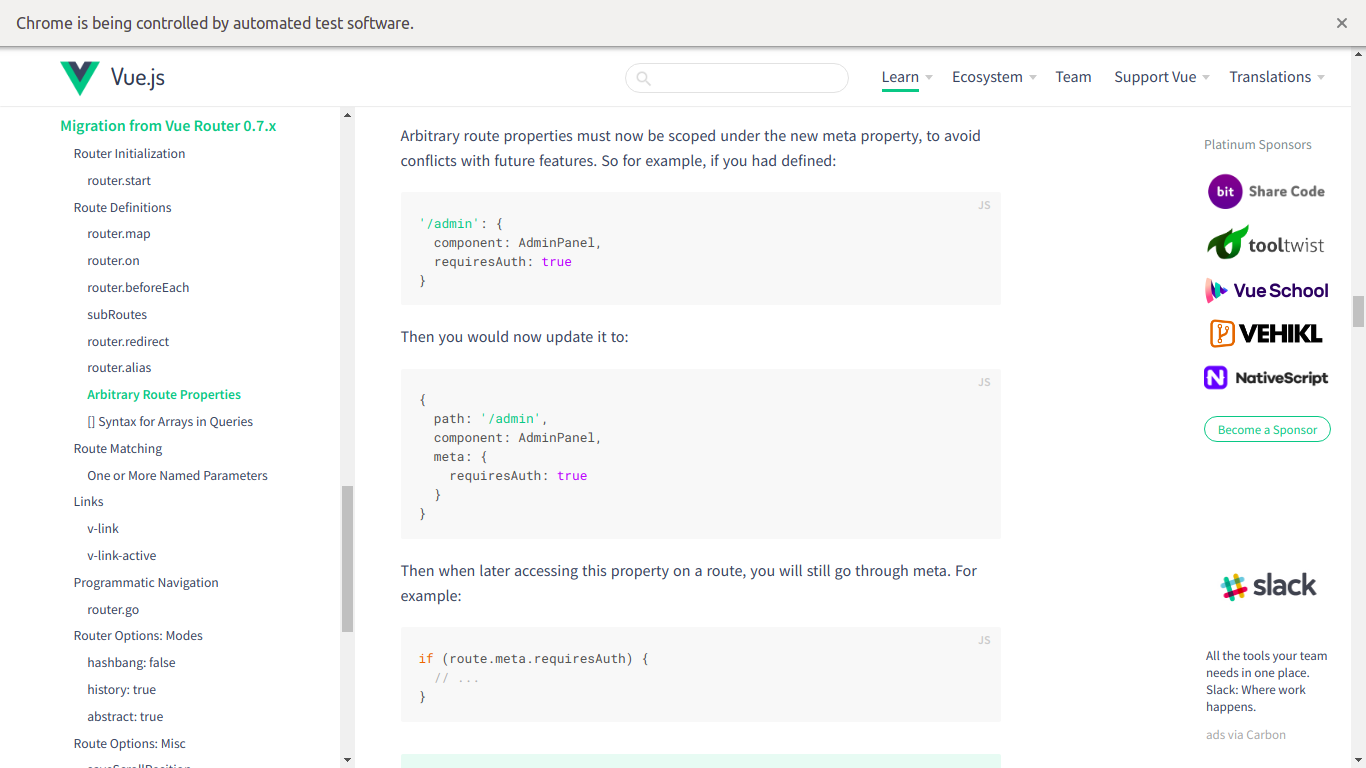 Chrome is being controlled by automated test software.
Vue.js
Learn
Ecosystem
Team
Support Vue
Translations
Migration from Vue Router 0.7.x
Router Initialization
router.start
Route Definitions
router.map
router.on
router.beforeEach
subRoutes
router.redirect
router.alias
Arbitrary Route Properties
[] Syntax for Arrays in Queries
Route Matching
One or More Named Parameters
Links
v-link
v-link-active
Programmatic Navigation
router.go
Router Options: Modes
hashbang: false
history: true
abstract: true
Route Options: Misc
Arbitrary route properties must now be scoped under the new meta property, to avoid
conflicts with future features. So for example, if you had defined:
JS
'/admin': {
component: AdminPanel,
requiresAuth: true
}
Then you would now update it to:
JS
{
path: '/admin',
component: AdminPanel,
meta: {
requiresAuth: true
}
}
Then when later accessing this property on a route, you will still go through meta. For
example:
JS
if (route.meta.requiresAuth) {
// ...
}
Platinum Sponsors
bit Share Code
tooltwist
Vue School
VEHIKL
NativeScript
Become a Sponsor
slack
All the tools your team
needs in one place.
Slack: Where work
happens.
ads via Carbon